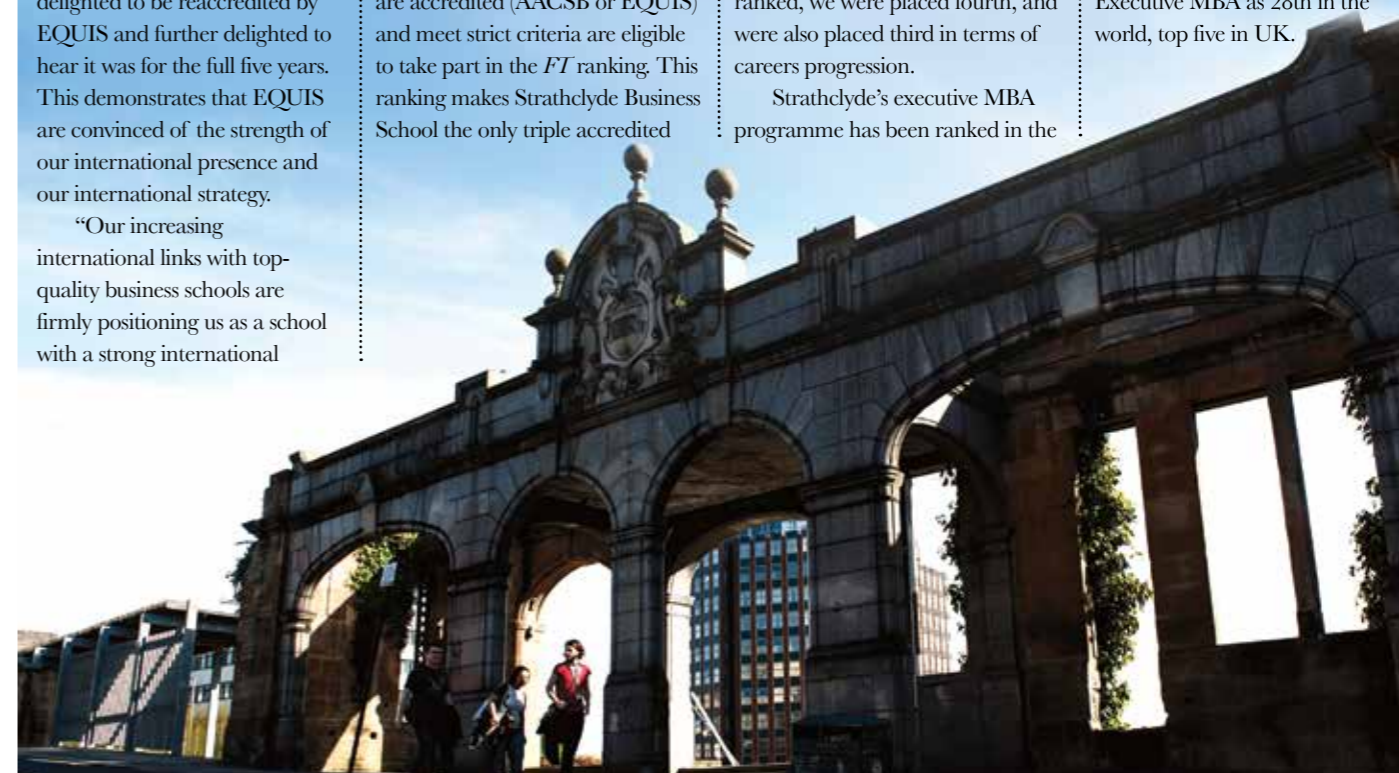 delighted to be reaccredited by
EQUIS and further delighted to
hear it was for the full five years.
This demonstrates that EQUIS
are convinced of the strength of
our international presence and
our international strategy.
“Our increasing
international links with top-
quality business schools are
firmly positioning us as a school
with a strong international
are accredited (AACSB or EQUIS)
and meet strict criteria are eligible
to take part in the FT ranking. This
ranking makes Strathclyde Business
School the only triple accredited
ranked, we were placed fourth, and
were also placed third in terms of
careers progression.
Strathclyde’s executive MBA
programme has been ranked in the
Executive MBA as 28th in the
world, top five in UK.